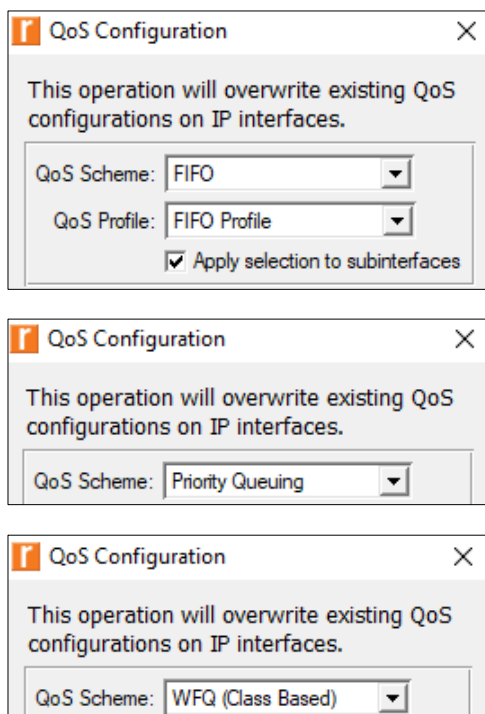 QoS Configuration
This operation will overwrite existing QoS
configurations on IP interfaces.
QoS Scheme: FIFO
QoS Profile: FIFO Profile
Apply selection to subinterfaces
QoS Configuration
This operation will overwrite existing QoS
configurations on IP interfaces.
QoS Scheme: Priority Queuing
QoS Configuration
This operation will overwrite existing QoS
configurations on IP interfaces.
QoS Scheme: WFQ (Class Based)